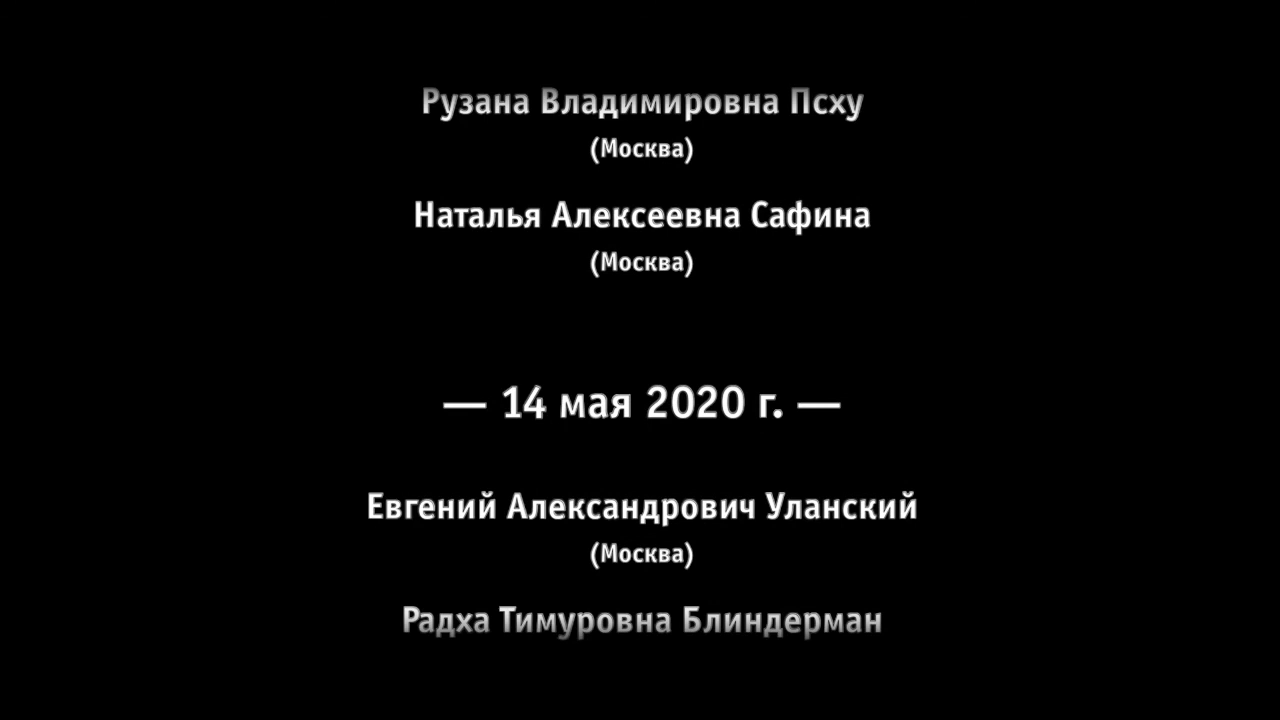 Рузана Владимировна Псху
(Москва)
Наталья Алексеевна Сафина
(Москва)
— 14 мая 2020 г. —
Евгений Александрович Уланский
(Москва)
Радха Тимуровна Блиндерман